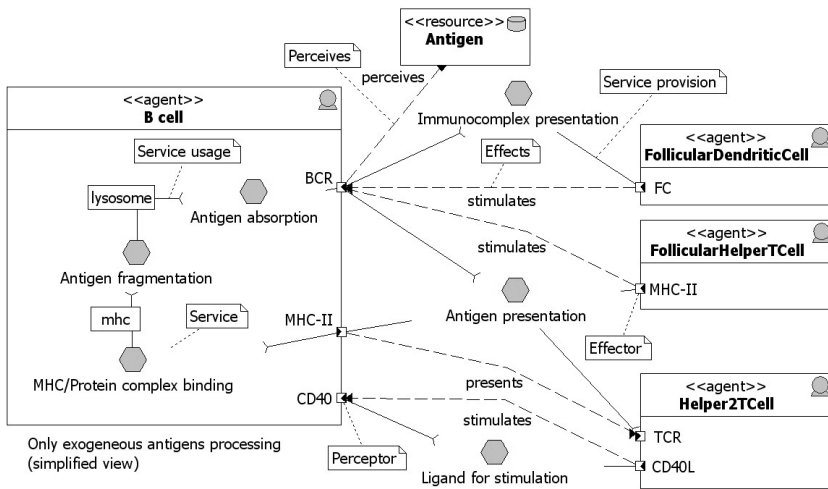 <<resource>>
Antigen
Perceives
perceives
Service provision
<<agent>>
B cell
Immunocomplex presentation
<<agent>>
FollicularDendriticCell
Service usage
Effects
BCR
FC
lysosome
stimulates
Antigen absorption
<<agent>>
FollicularHelperTCell
stimulates
Antigen fragmentation
MHC-II
mhc
Service
MHC-II
Antigen presentation
Effector
MHC/Protein complex binding
presents
<<agent>>
Helper2TCell
CD40
stimulates
TCR
Only exogeneous antigens processing
(simplified view)
Perceptor
CD40L
Ligand for stimulation